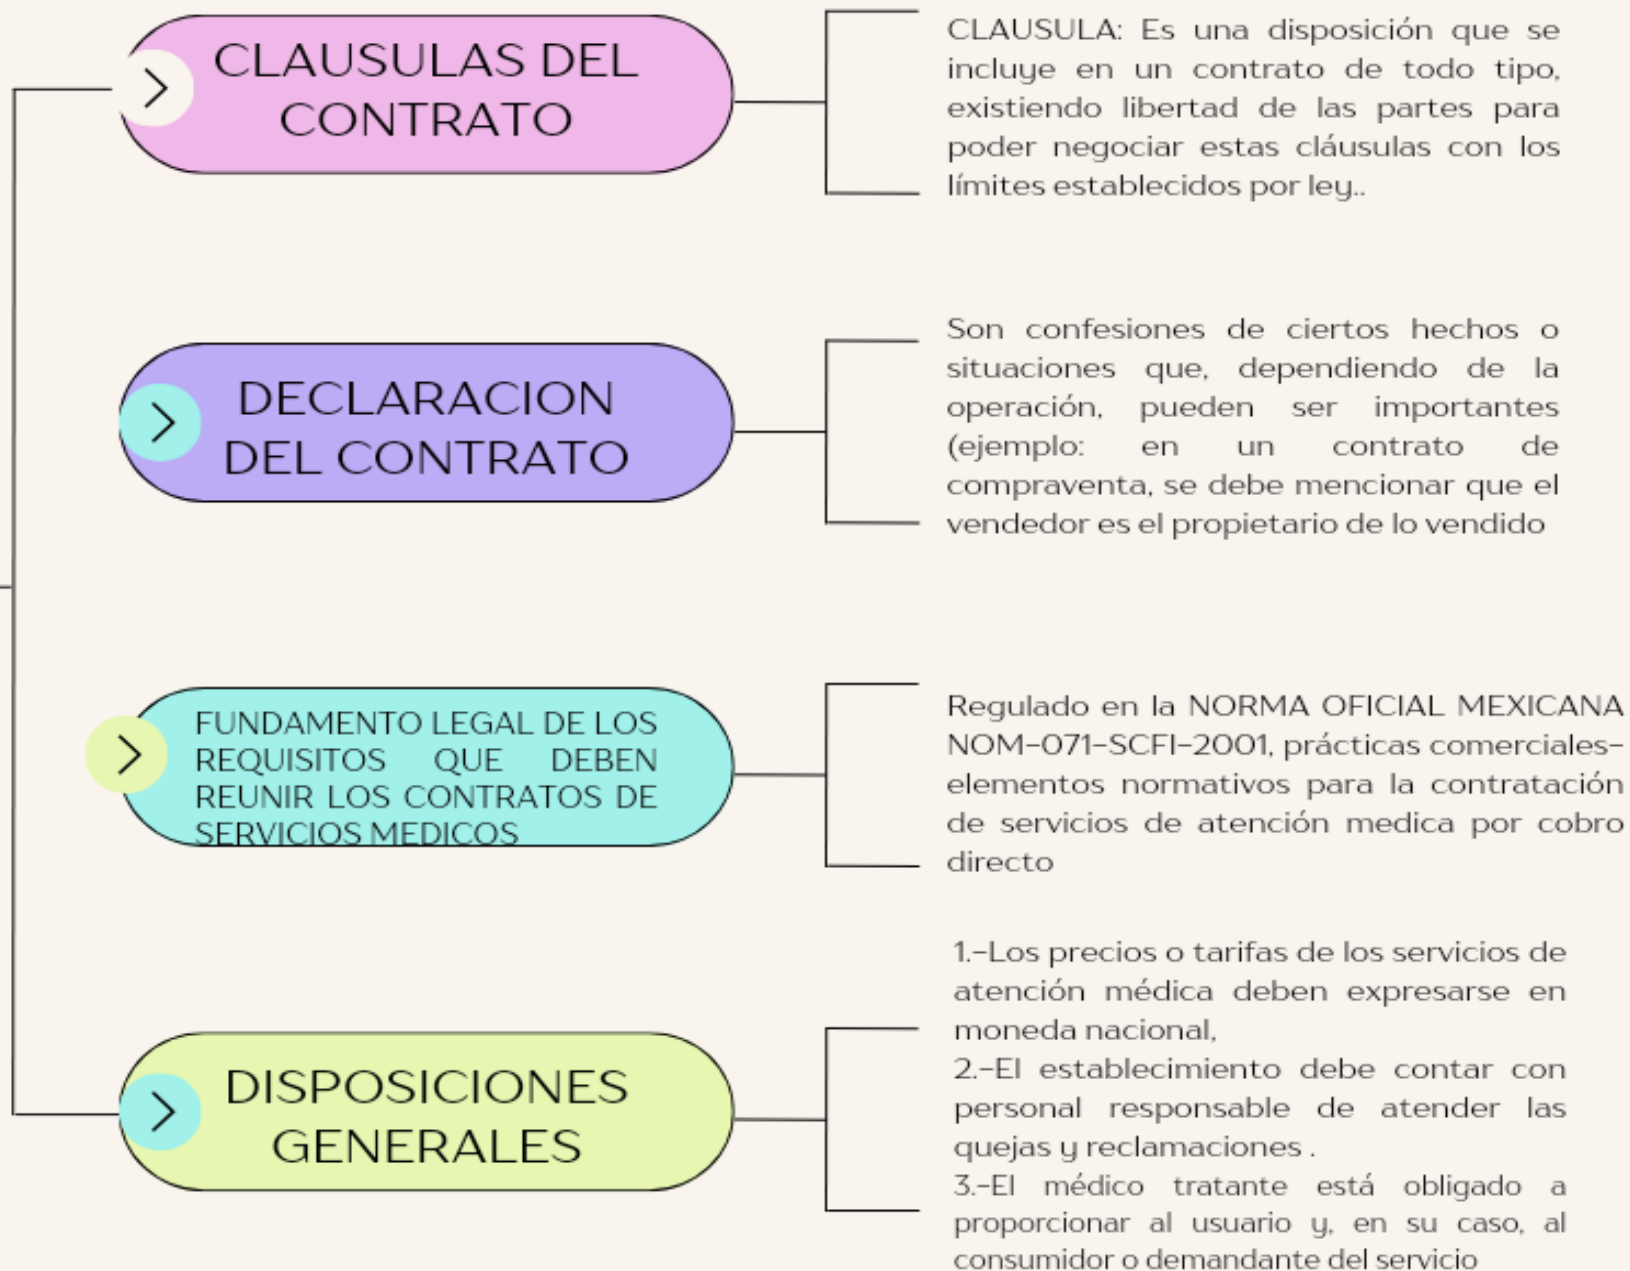 CLAUSULAS DEL
CONTRATO
CLAUSULA: Es una disposición que se
incluye en un contrato de todo tipo,
existiendo libertad de las partes para
poder negociar estas cláusulas con los
límites establecidos por ley..
DECLARACION
DEL CONTRATO
Son confesiones de ciertos hechos o
situaciones que, dependiendo de la
operación, pueden ser importantes
(ejemplo: en un contrato de
compraventa, se debe mencionar que el
vendedor es el propietario de lo vendido
FUNDAMENTO LEGAL DE LOS
REQUISITOS QUE DEBEN
REUNIR LOS CONTRATOS DE
SERVICIOS MEDICOS
Regulado en la NORMA OFICIAL MEXICANA
NOM-071-SCFI-2001, prácticas comerciales-
elementos normativos para la contratación
de servicios de atención medica por cobro
directo
DISPOSICIONES
GENERALES
1.-Los precios o tarifas de los servicios de
atención médica deben expresarse en
moneda nacional,
2.-El establecimiento debe contar con
personal responsable de atender las
quejas y reclamaciones .
3.-El médico tratante está obligado a
proporcionar al usuario y, en su caso, al
consumidor o demandante del servicio